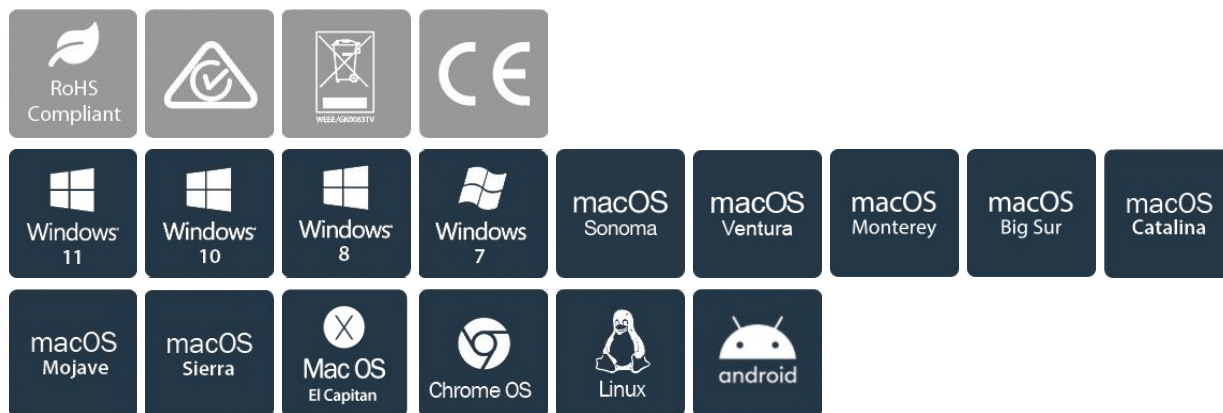 RoHS
Compliant
WEEE/GK0063TV
CE
Windows
11
Windows
10
Windows
8
Windows
7
macOS
Sonoma
macOS
Ventura
macOS
Monterey
macOS
Big Sur
macOS
Catalina
macOS
Mojave
macOS
Sierra
X
Mac OS
El Capitan
Chrome OS
Linux
android